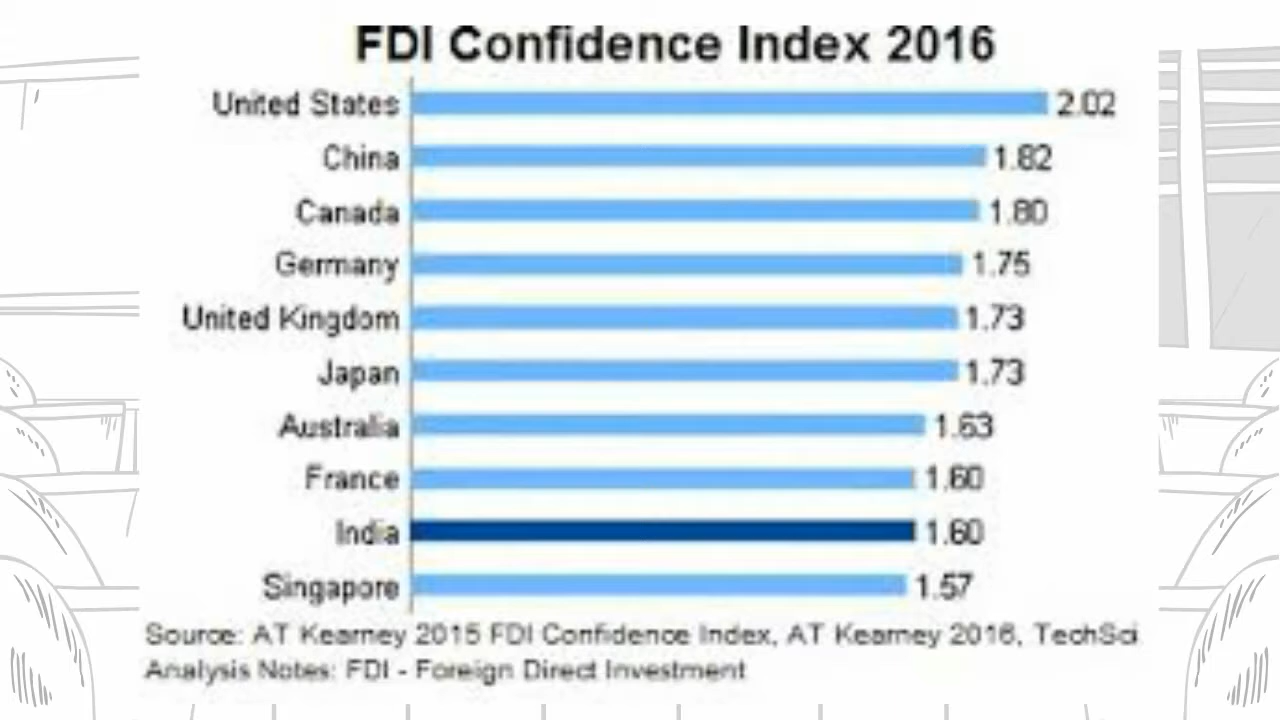 FDI Confidence Index 2016
United States 2.02
China 1.82
Canada 1.80
Germany 1.75
United Kingdom 1.73
Japan 1.73
Australia 1.63
France 1.60
India 1.60
Singapore 1.57
Source: AT Kearney 2015 FDI Confidence Index, AT Kearney 2016, TechSci
Analysis Notes: FDI - Foreign Direct Investment